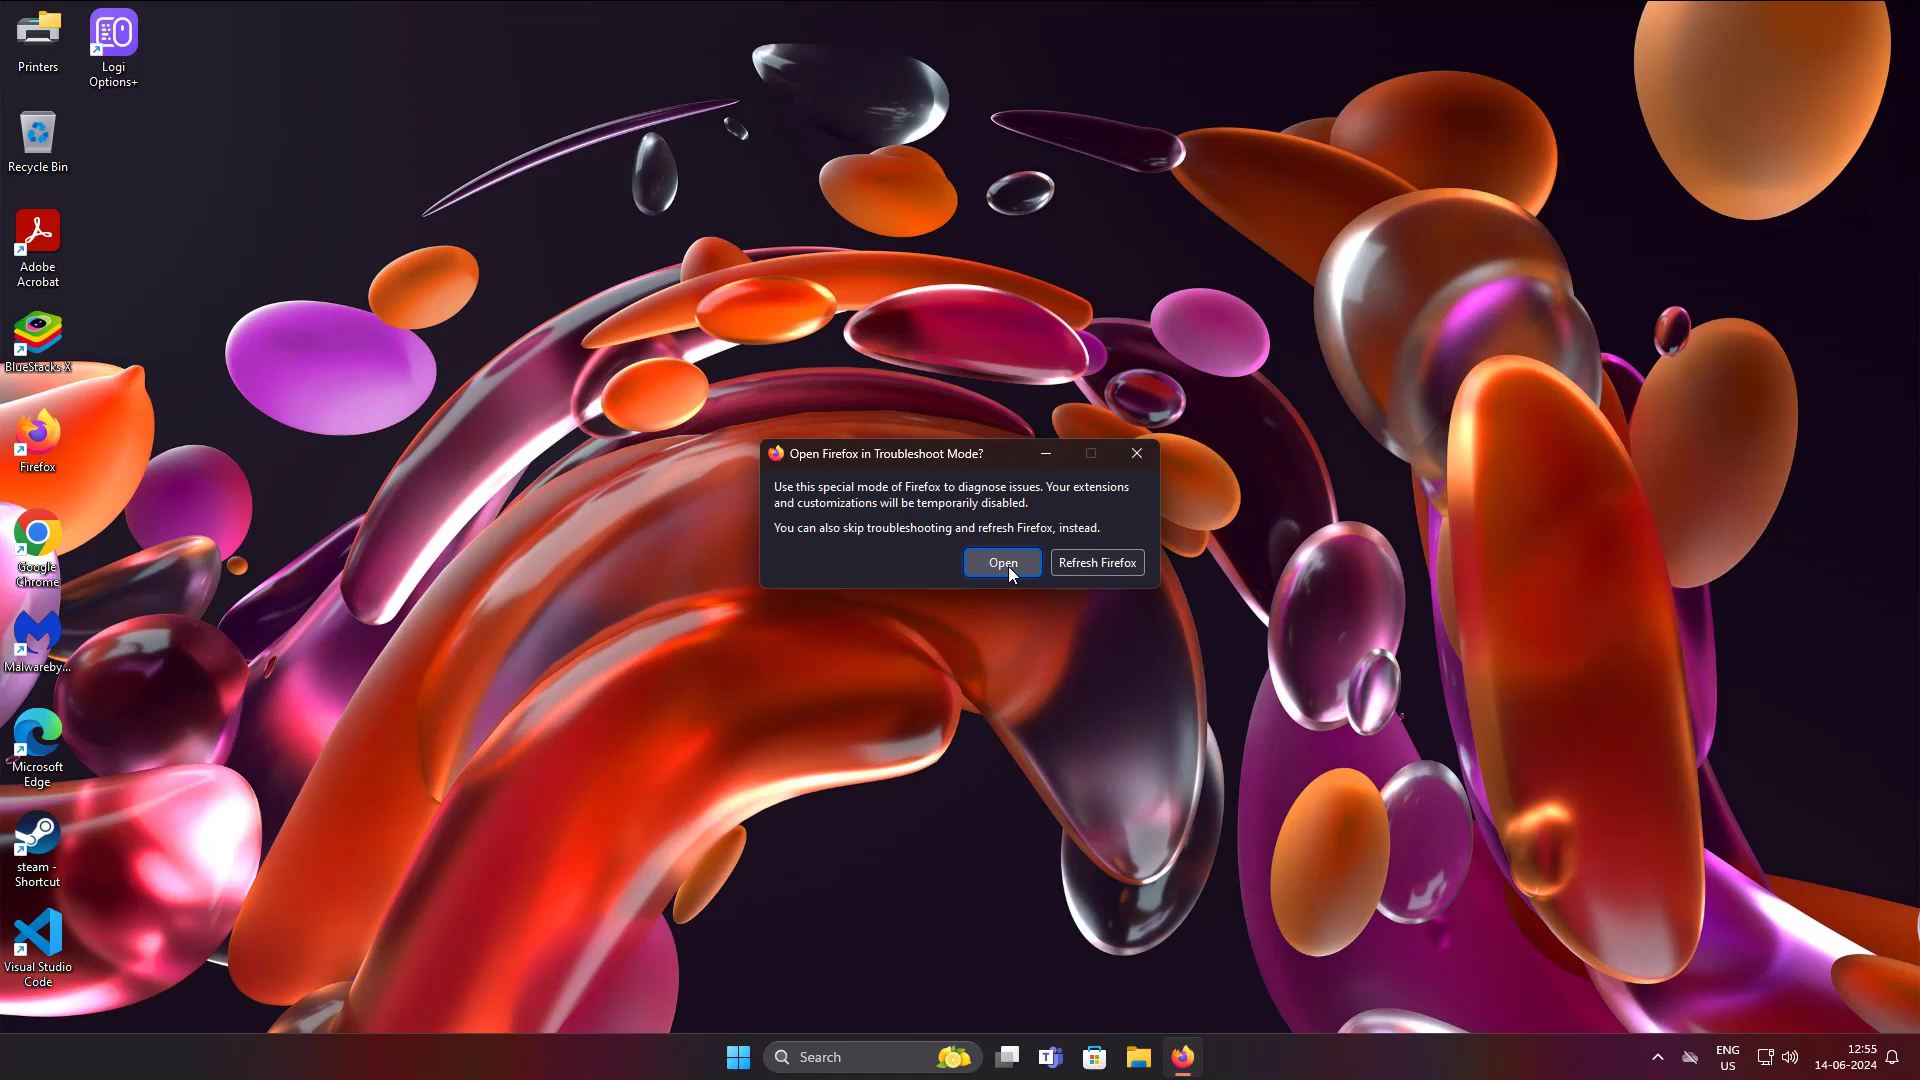 Printers
Logi
Options+
Recycle Bin
Adobe
Acrobat
BlueStacks X
Firefox
Google
Chrome
Malwareby...
Microsoft
Edge
steam -
Shortcut
Visual Studio
Code
Open Firefox in Troubleshoot Mode?
Use this special mode of Firefox to diagnose issues. Your extensions
and customizations will be temporarily disabled.
You can also skip troubleshooting and refresh Firefox, instead.
Open
Refresh Firefox
Search
ENG
US
12:55
14-06-2024